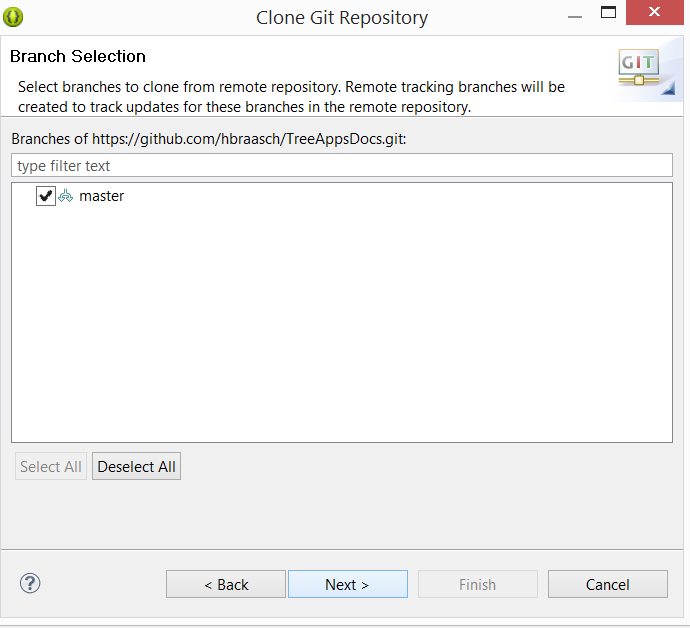 Clone Git Repository
Branch Selection
GIT
Select branches to clone from remote repository. Remote tracking branches will be
created to track updates for these branches in the remote repository.
Branches of https://github.com/hbraasch/TreeAppsDocs.git:
type filter text
master
Select All
Deselect All
?
< Back
Next >
Finish
Cancel